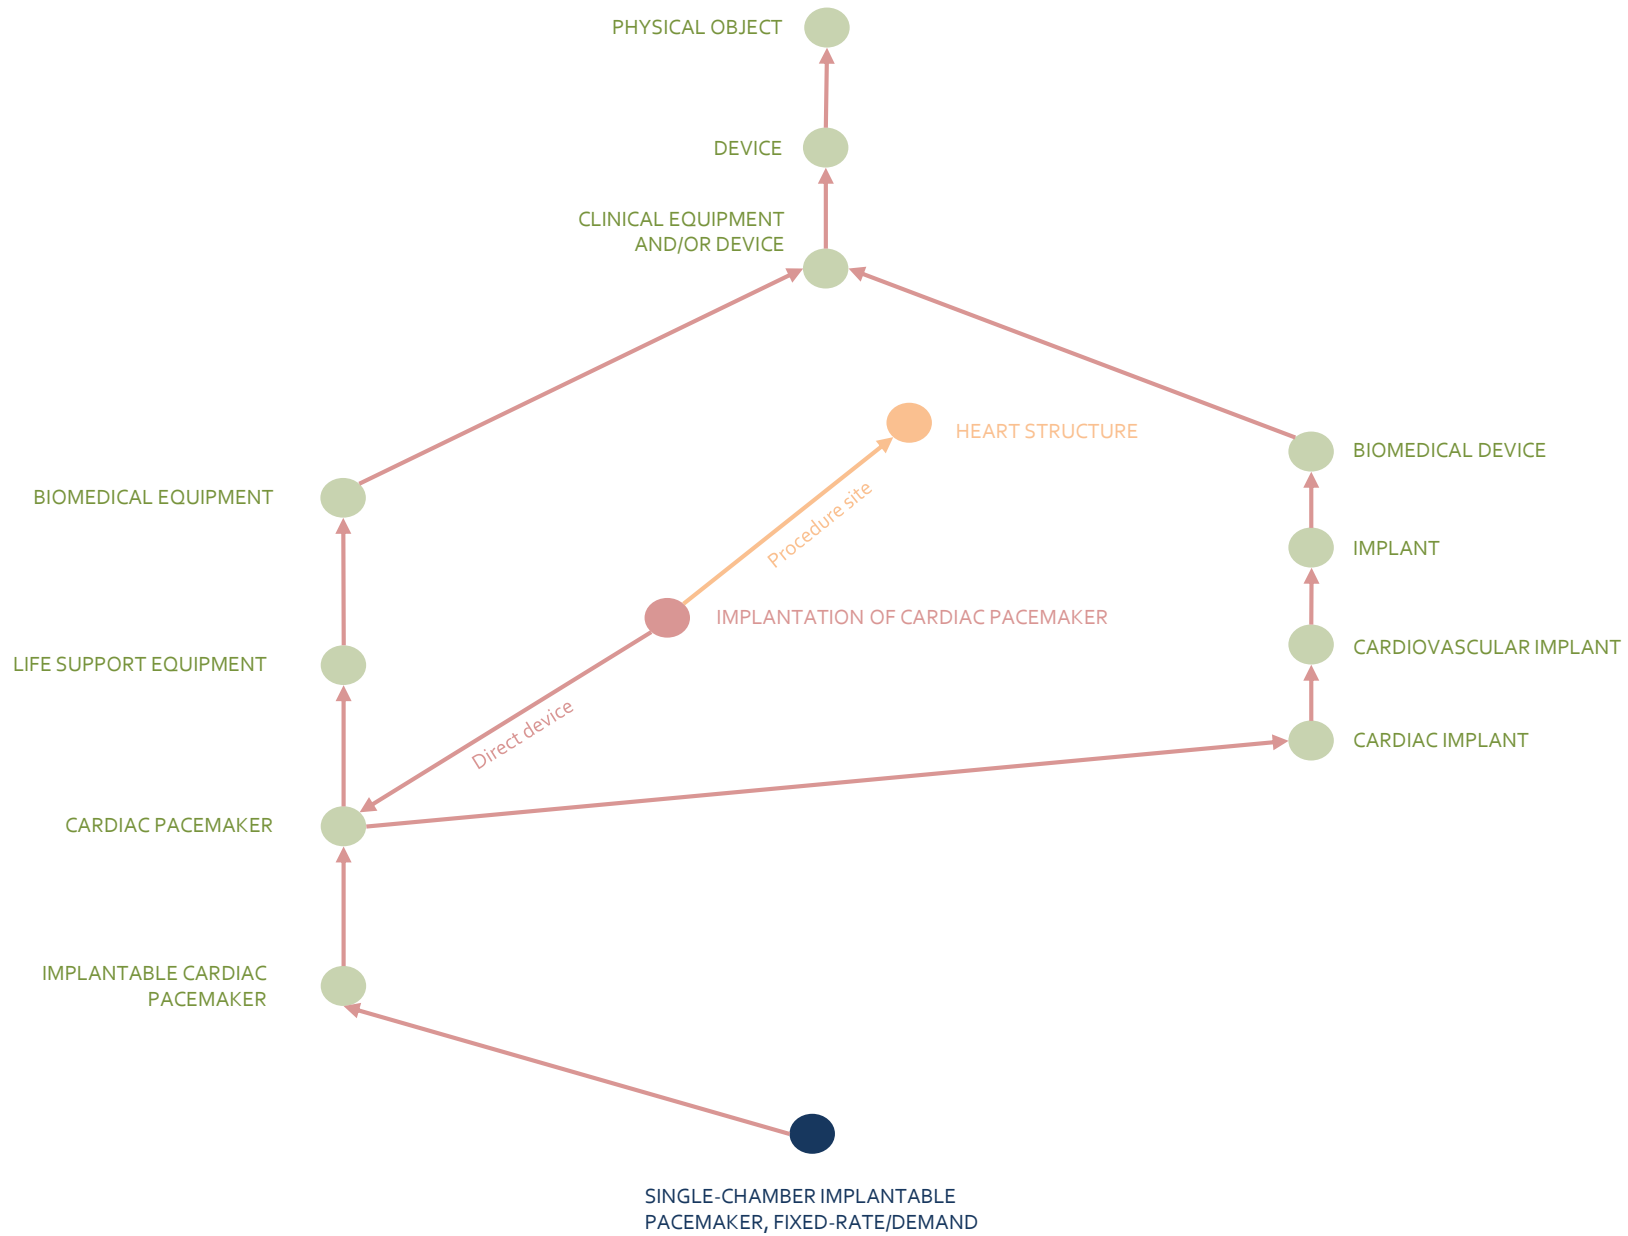 PHYSICAL OBJECT
DEVICE
CLINICAL EQUIPMENT
AND/OR DEVICE
HEART STRUCTURE
BIOMEDICAL DEVICE
BIOMEDICAL EQUIPMENT
Procedure site
IMPLANT
IMPLANTATION OF CARDIAC PACEMAKER
CARDIOVASCULAR IMPLANT
LIFE SUPPORT EQUIPMENT
Direct device
CARDIAC IMPLANT
CARDIAC PACEMAKER
IMPLANTABLE CARDIAC
PACEMAKER
SINGLE-CHAMBER IMPLANTABLE
PACEMAKER, FIXED-RATE/DEMAND